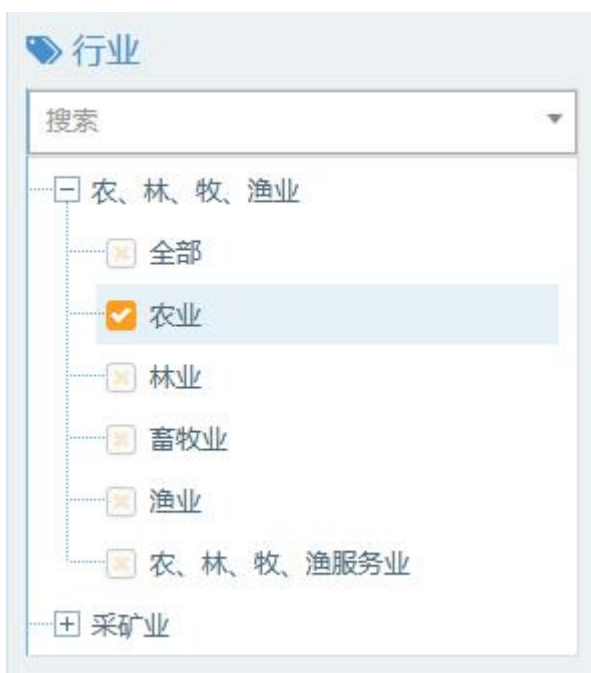 行业
搜索
农、林、牧、渔业
全部
农业
林业
畜牧业
渔业
农、林、牧、渔服务业
采矿业